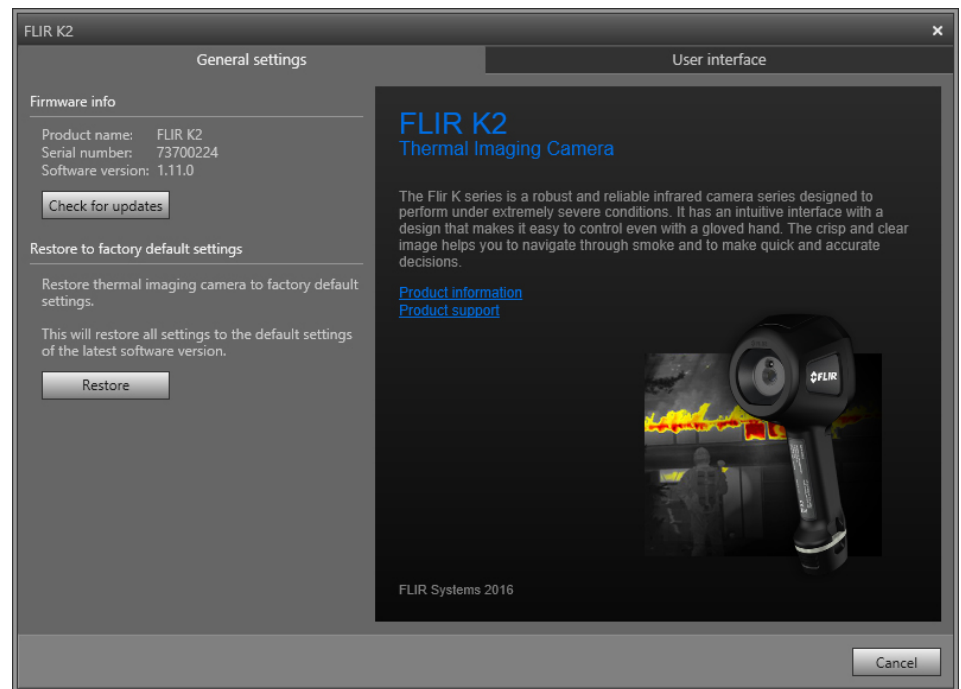 FLIR K2
General settings
User interface
Firmware info
Product name: FLIR K2
Serial number: 73700224
Software version: 1.11.0
Check for updates
Restore to factory default settings
Restore thermal imaging camera to factory default
settings.
This will restore all settings to the default settings
of the latest software version.
Restore
FLIR K2
Thermal Imaging Camera
The Flir K series is a robust and reliable infrared camera series designed to
perform under extremely severe conditions. It has an intuitive interface with a
design that makes it easy to control even with a gloved hand. The crisp and clear
image helps you to navigate through smoke and to make quick and accurate
decisions.
Product information
Product support
FLIR
FLIR Systems 2016
Cancel